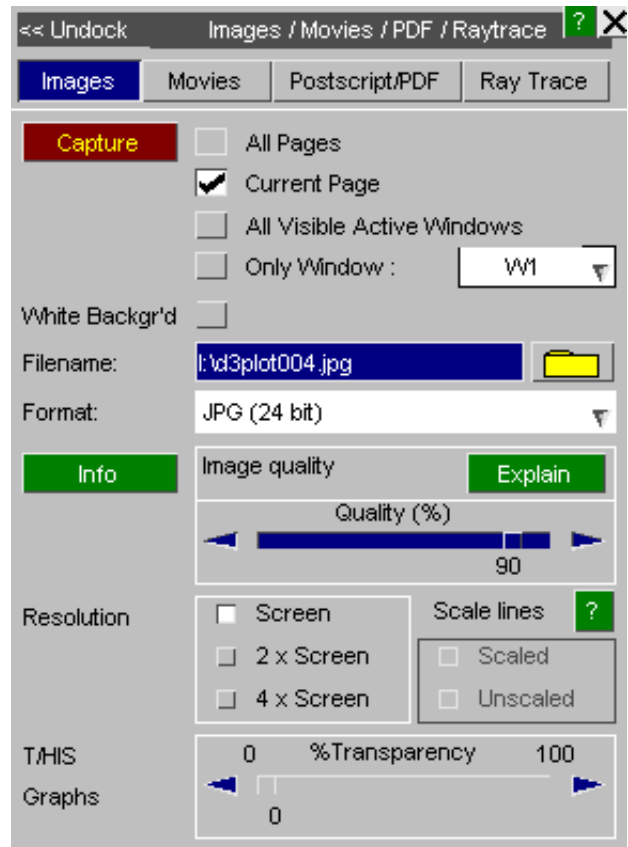 << Undock Images / Movies / PDF / Raytrace ? X
Images Movies Postscript/PDF Ray Trace
Capture All Pages
Current Page
All Visible Active Windows
Only Window : W1
White Backgr'd
Filename: I:\d3plot004.jpg
Format: JPG (24 bit)
Info Image quality Explain
Quality (%)
90
Resolution Screen Scale lines ?
2 x Screen Scaled
4 x Screen Unscaled
T/HIS 0 %Transparency 100
Graphs
0